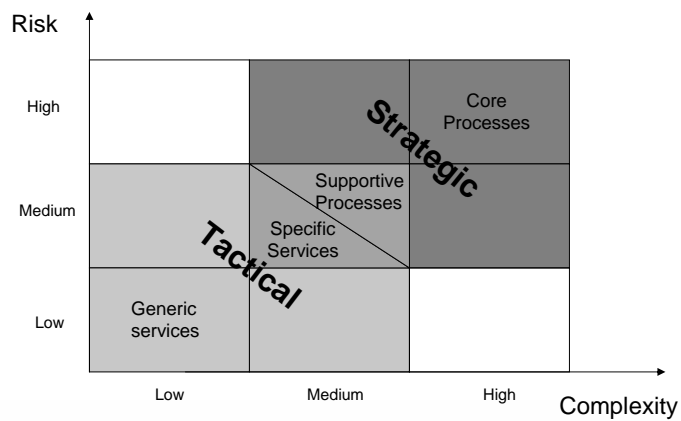 Risk
High
Core
Processes
Strategic
Medium
Supportive
Processes
Specific
Services
Tactical
Low
Generic
services
Low
Medium
High
Complexity